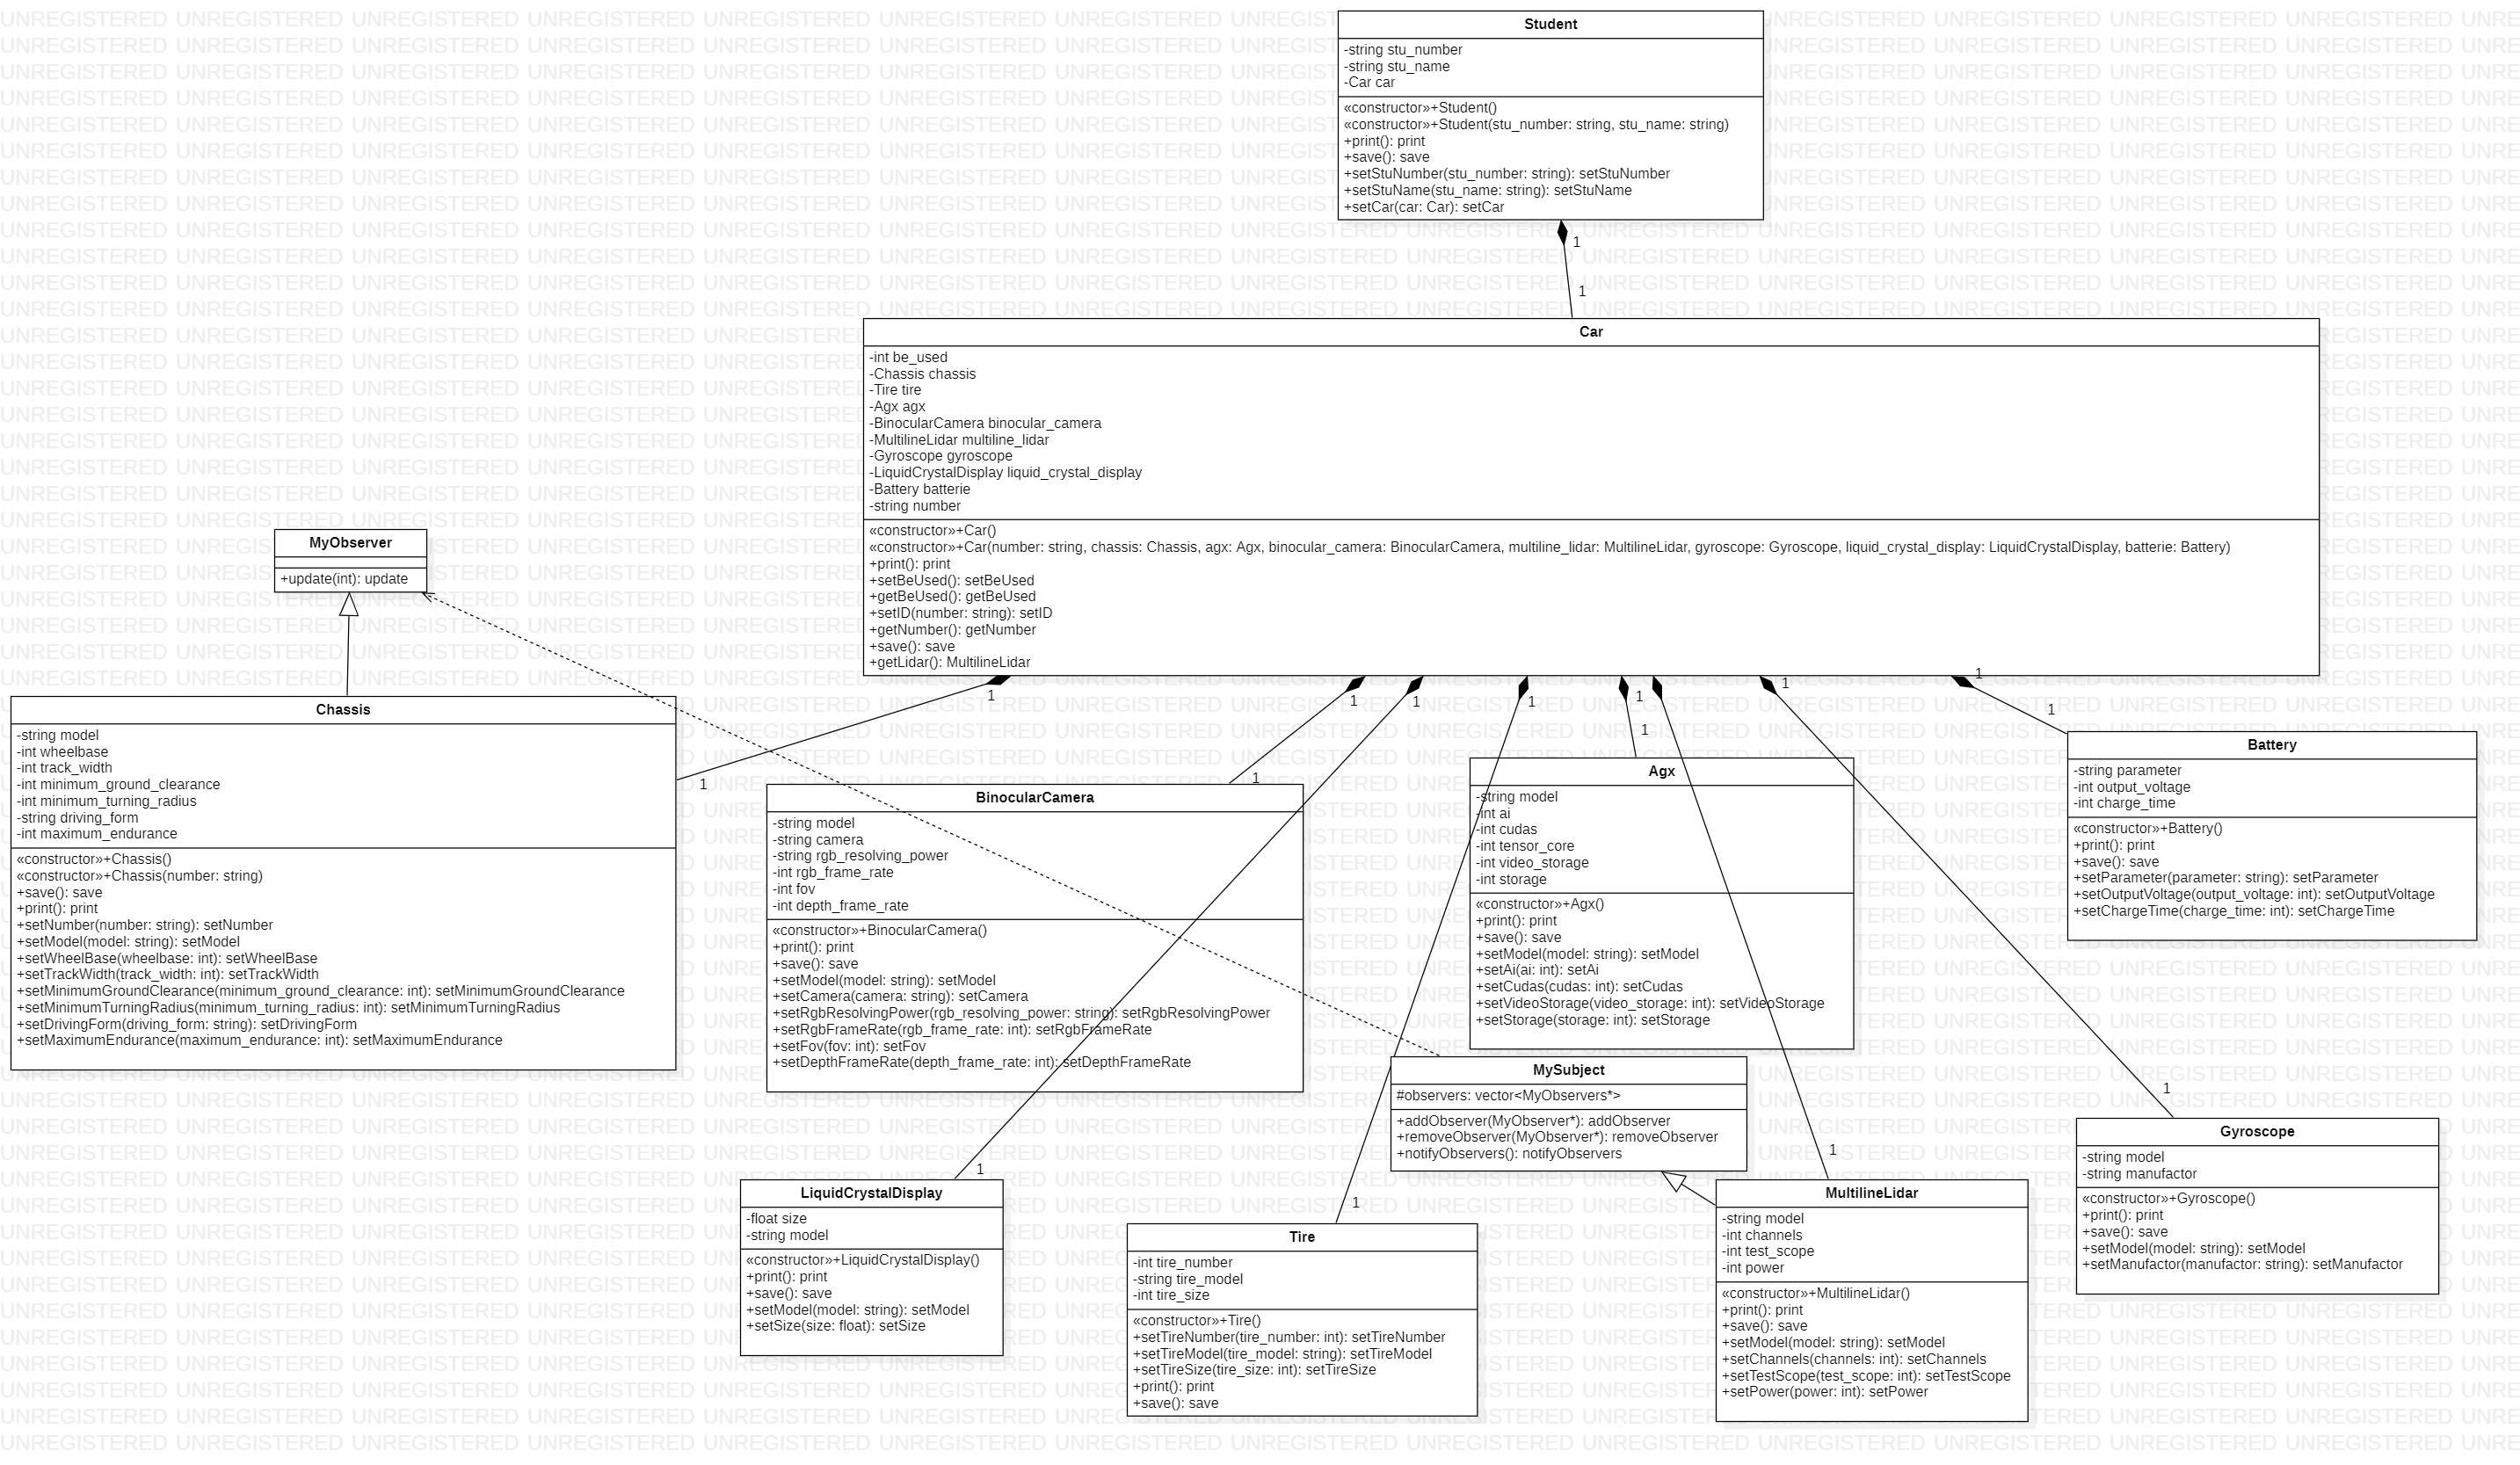 Student
-string stu_number
-string stu_name
-Car car
«constructor»+Student()
«constructor»+Student(stu_number: string, stu_name: string)
+print(): print
+save(): save
+setStuNumber(stu_number: string): setStuNumber
+setStuName(stu_name: string): setStuName
+setCar(car: Car): setCar
1
1
Car
-int be_used
-Chassis chassis
-Tire tire
-Agx agx
-BinocularCamera binocular_camera
-MultilineLidar multiline_lidar
-Gyroscope gyroscope
-LiquidCrystalDisplay liquid_crystal_display
-Battery batterie
-string number
«constructor»+Car()
«constructor»+Car(number: string, chassis: Chassis, agx: Agx, binocular_camera: BinocularCamera, multiline_lidar: MultilineLidar, gyroscope: Gyroscope, liquid_crystal_display: LiquidCrystalDisplay, batterie: Battery)
+print(): print
+setBeUsed(): setBeUsed
+getBeUsed(): getBeUsed
+setID(number: string): setID
+getNumber(): getNumber
+save(): save
+getLidar(): MultilineLidar
MyObserver
+update(int): update
1
1
1
1
1
1
1
1
Chassis
-string model
-int wheelbase
-int track_width
-int minimum_ground_clearance
-int minimum_turning_radius
-string driving_form
-int maximum_endurance
«constructor»+Chassis()
«constructor»+Chassis(number: string)
+save(): save
+print(): print
+setNumber(number: string): setNumber
+setModel(model: string): setModel
+setWheelBase(wheelbase: int): setWheelBase
+setTrackWidth(track_width: int): setTrackWidth
+setMinimumGroundClearance(minimum_ground_clearance: int): setMinimumGroundClearance
+setMinimumTurningRadius(minimum_turning_radius: int): setMinimumTurningRadius
+setDrivingForm(driving_form: string): setDrivingForm
+setMaximumEndurance(maximum_endurance: int): setMaximumEndurance
1
1
BinocularCamera
-string model
-string camera
-string rgb_resolving_power
-int rgb_frame_rate
-int fov
-int depth_frame_rate
«constructor»+BinocularCamera()
+print(): print
+save(): save
+setModel(model: string): setModel
+setCamera(camera: string): setCamera
+setRgbResolvingPower(rgb_resolving_power: string): setRgbResolvingPower
+setRgbFrameRate(rgb_frame_rate: int): setRgbFrameRate
+setFov(fov: int): setFov
+setDepthFrameRate(depth_frame_rate: int): setDepthFrameRate
Agx
-string model
-int ai
-int cudas
-int tensor_core
-int video_storage
-int storage
«constructor»+Agx()
+print(): print
+save(): save
+setModel(model: string): setModel
+setAi(ai: int): setAi
+setCudas(cudas: int): setCudas
+setVideoStorage(video_storage: int): setVideoStorage
+setStorage(storage: int): setStorage
1
Battery
-string parameter
-int output_voltage
-int charge_time
«constructor»+Battery()
+print(): print
+save(): save
+setParameter(parameter: string): setParameter
+setOutputVoltage(output_voltage: int): setOutputVoltage
+setChargeTime(charge_time: int): setChargeTime
MySubject
#observers: vector<MyObservers*>
+addObserver(MyObserver*): addObserver
+removeObserver(MyObserver*): removeObserver
+notifyObservers(): notifyObservers
1
LiquidCrystalDisplay
-float size
-string model
«constructor»+LiquidCrystalDisplay()
+print(): print
+save(): save
+setModel(model: string): setModel
+setSize(size: float): setSize
1
Tire
-int tire_number
-string tire_model
-int tire_size
«constructor»+Tire()
+setTireNumber(tire_number: int): setTireNumber
+setTireModel(tire_model: string): setTireModel
+setTireSize(tire_size: int): setTireSize
+print(): print
+save(): save
1
MultilineLidar
-string model
-int channels
-int test_scope
-int power
«constructor»+MultilineLidar()
+print(): print
+save(): save
+setModel(model: string): setModel
+setChannels(channels: int): setChannels
+setTestScope(test_scope: int): setTestScope
+setPower(power: int): setPower
1
Gyroscope
-string model
-string manufactor
«constructor»+Gyroscope()
+print(): print
+save(): save
+setModel(model: string): setModel
+setManufactor(manufactor: string): setManufactor
UNREGISTERED